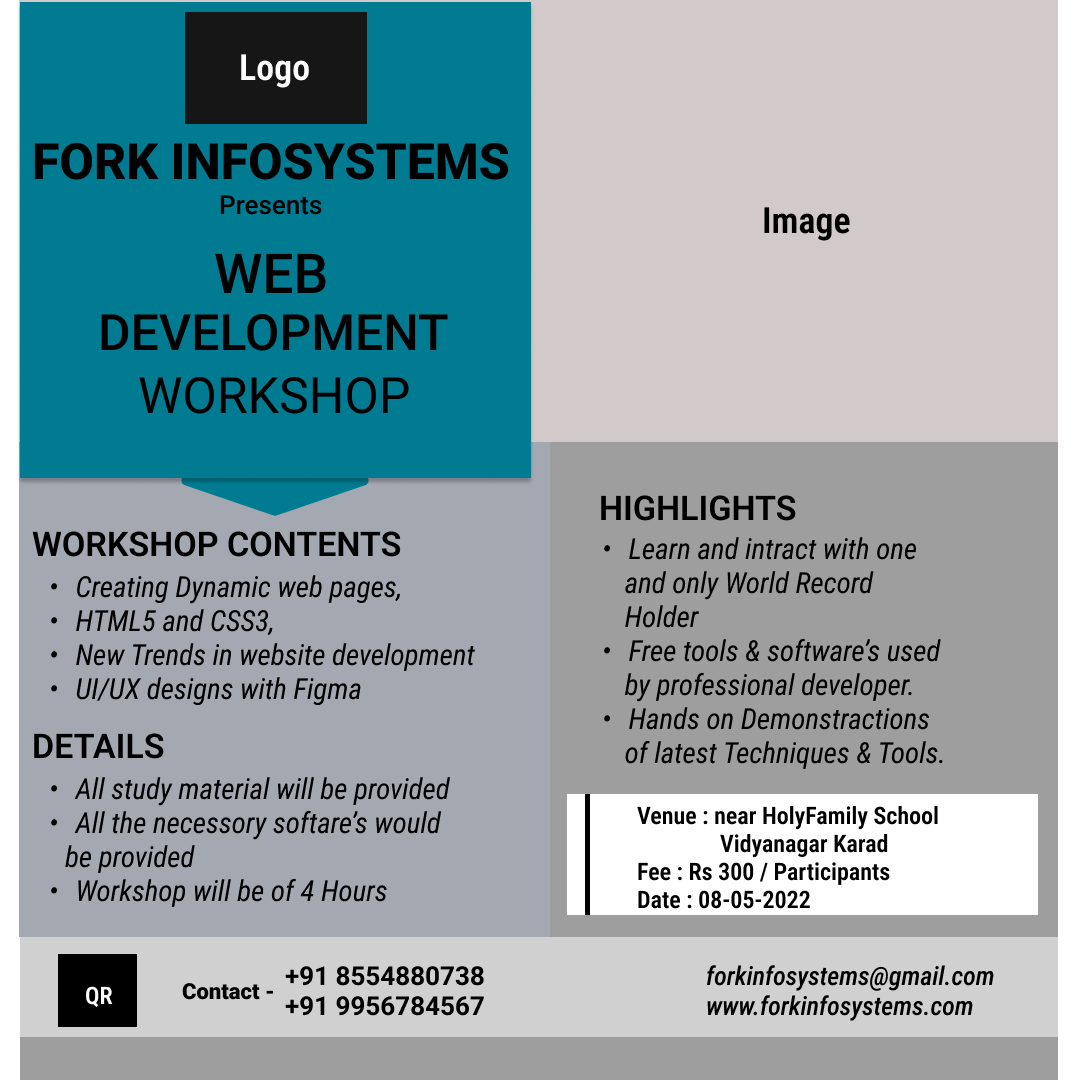 Logo
FORK INFOSYSTEMS
Presents
WEB
DEVELOPMENT
WORKSHOP
Image
WORKSHOP CONTENTS
• Creating Dynamic web pages,
• HTML5 and CSS3,
• New Trends in website development
• UI/UX designs with Figma
DETAILS
• All study material will be provided
• All the necessory softare’s would
be provided
• Workshop will be of 4 Hours
HIGHLIGHTS
• Learn and intract with one
and only World Record
Holder
• Free tools & software’s used
by professional developer.
• Hands on Demonstractions
of latest Techniques & Tools.
Venue : near HolyFamily School
Vidyanagar Karad
Fee : Rs 300 / Participants
Date : 08-05-2022
QR
Contact -
+91 8554880738
+91 9956784567
forkinfosystems@gmail.com
www.forkinfosystems.com